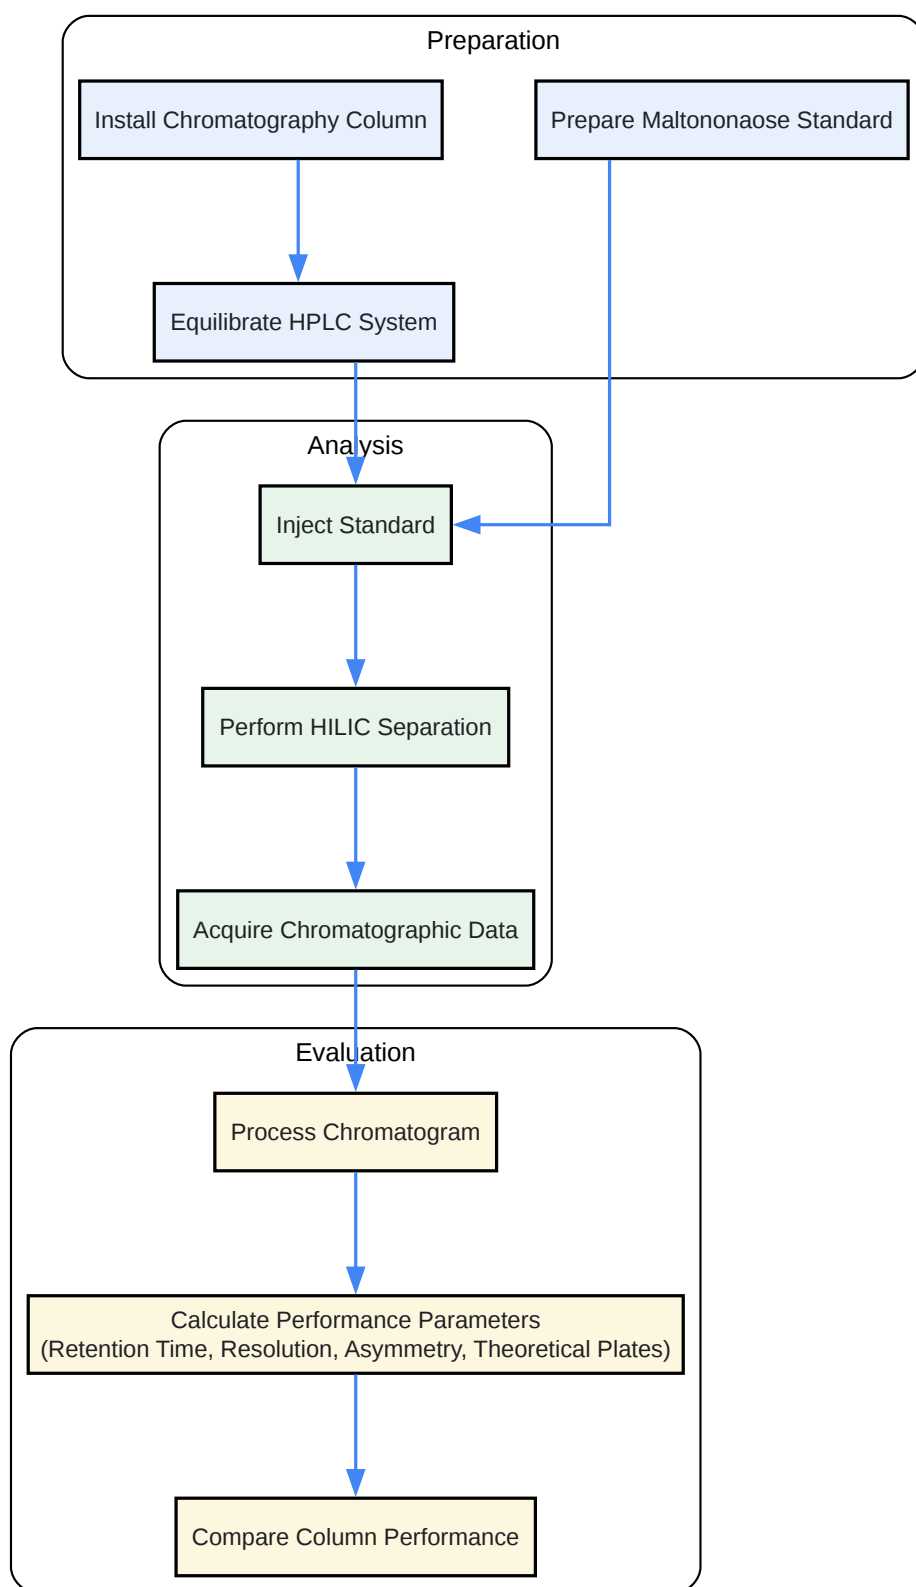 Preparation
Install Chromatography Column
Prepare Maltononaose Standard
Equilibrate HPLC System
Analysis
Inject Standard
Perform HILIC Separation
Acquire Chromatographic Data
Evaluation
Process Chromatogram
Calculate Performance Parameters
(Retention Time, Resolution, Asymmetry, Theoretical Plates)
Compare Column Performance